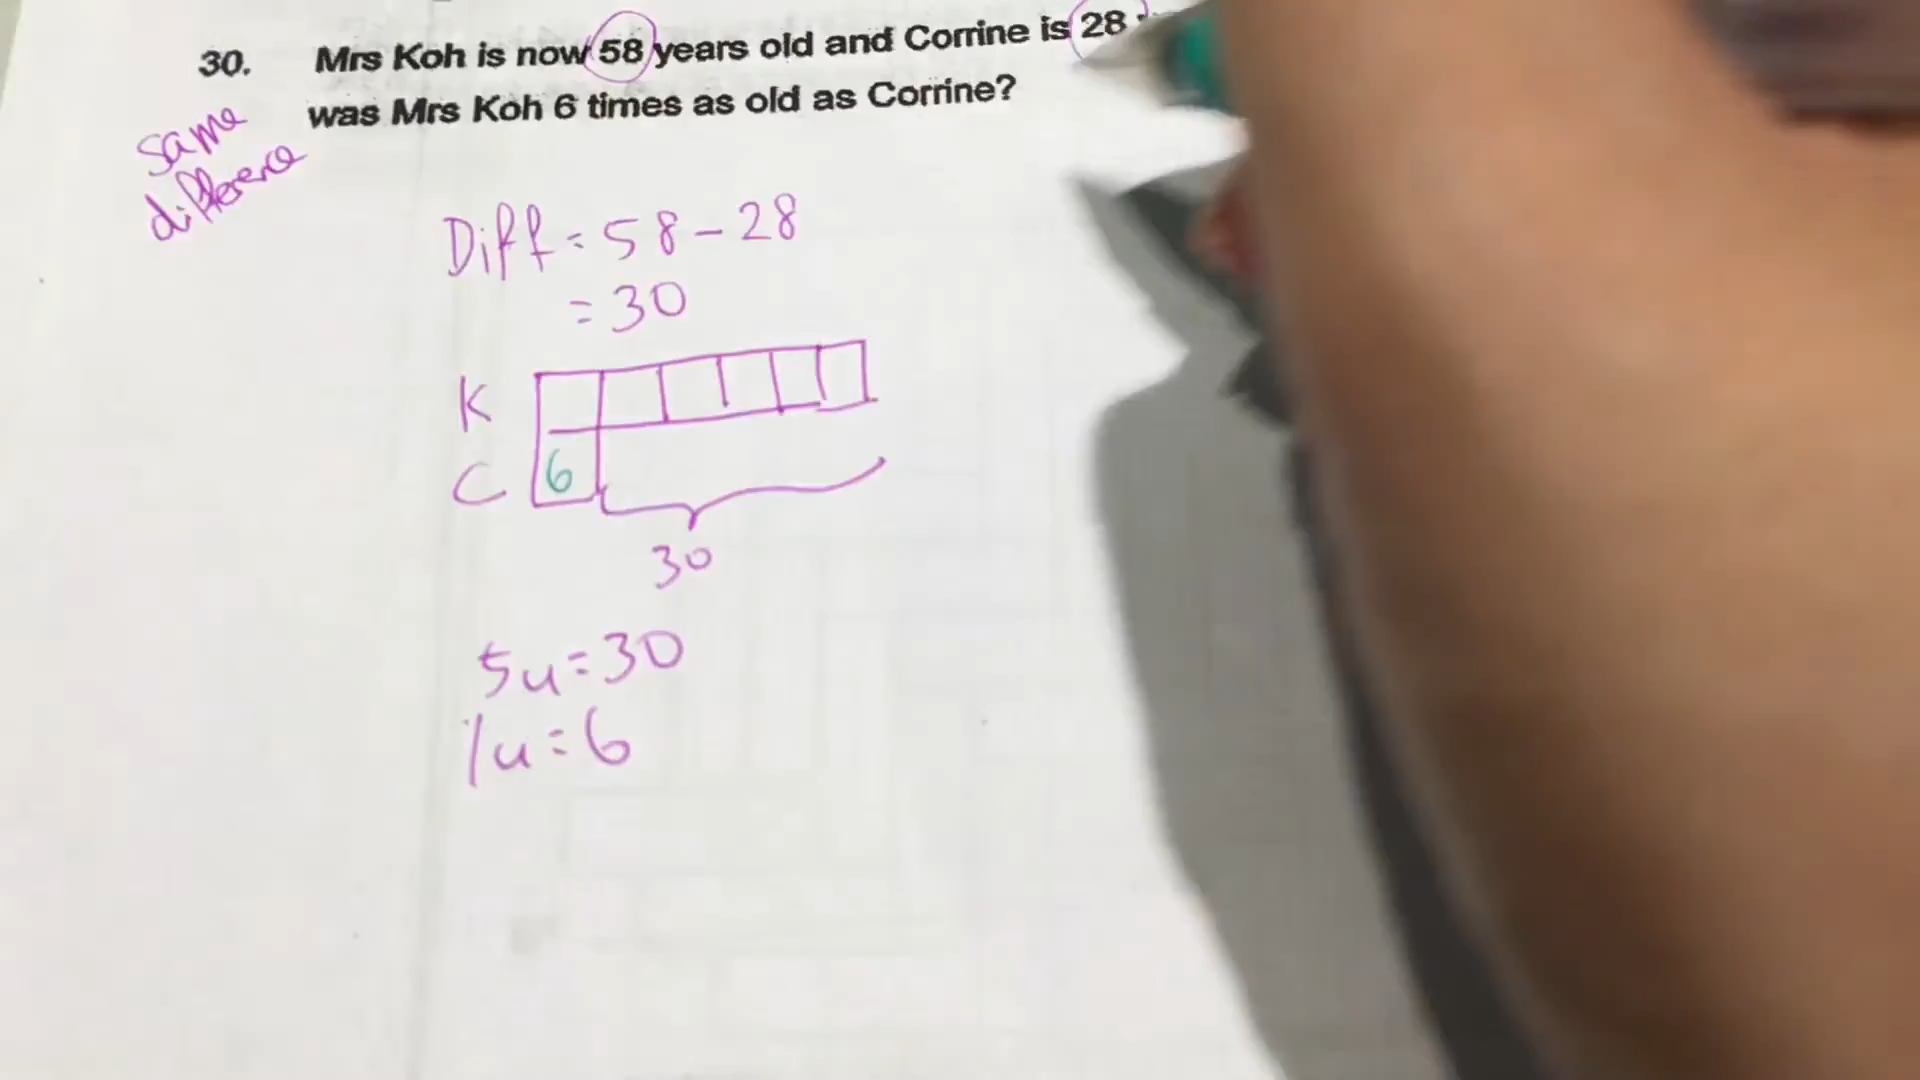 30. Mrs Koh is now 58 years old and Corrine is 28
was Mrs Koh 6 times as old as Corrine?
same
difference
Diff = 58 - 28
= 30
K
C 6
30
5u = 30
1u = 6